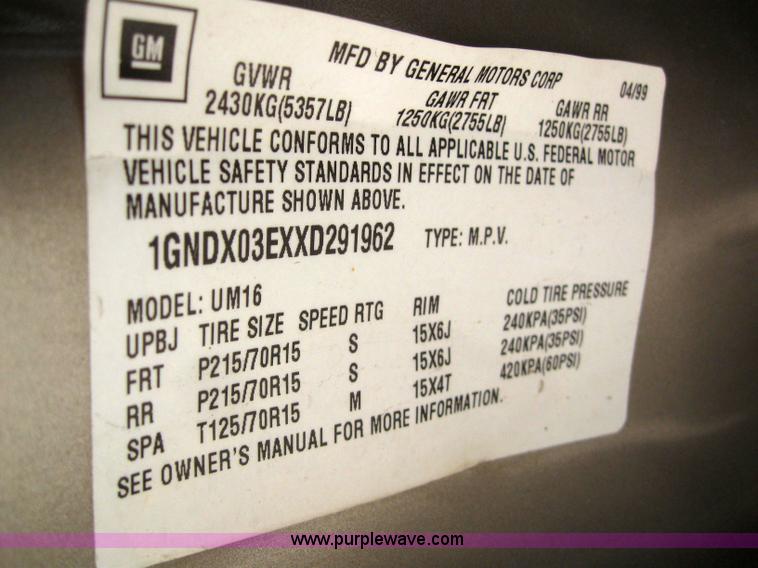 GM
MFD BY GENERAL MOTORS CORP 04/99
GVWR GAWR FRT GAWR RR
2430KG(5357LB) 1250KG(2755LB) 1250KG(2755LB)
THIS VEHICLE CONFORMS TO ALL APPLICABLE U.S. FEDERAL MOTOR
VEHICLE SAFETY STANDARDS IN EFFECT ON THE DATE OF
MANUFACTURE SHOWN ABOVE.
1GNDX03EXXD291962 TYPE: M.P.V.
MODEL: UM16
UPBJ TIRE SIZE SPEED RTG RIM COLD TIRE PRESSURE
FRT P215/70R15 S 15X6J 240KPA(35PSI)
RR P215/70R15 S 15X6J 240KPA(35PSI)
SPA T125/70R15 M 15X4T 420KPA(60PSI)
SEE OWNER'S MANUAL FOR MORE INFORMATION.
www.purplewave.com